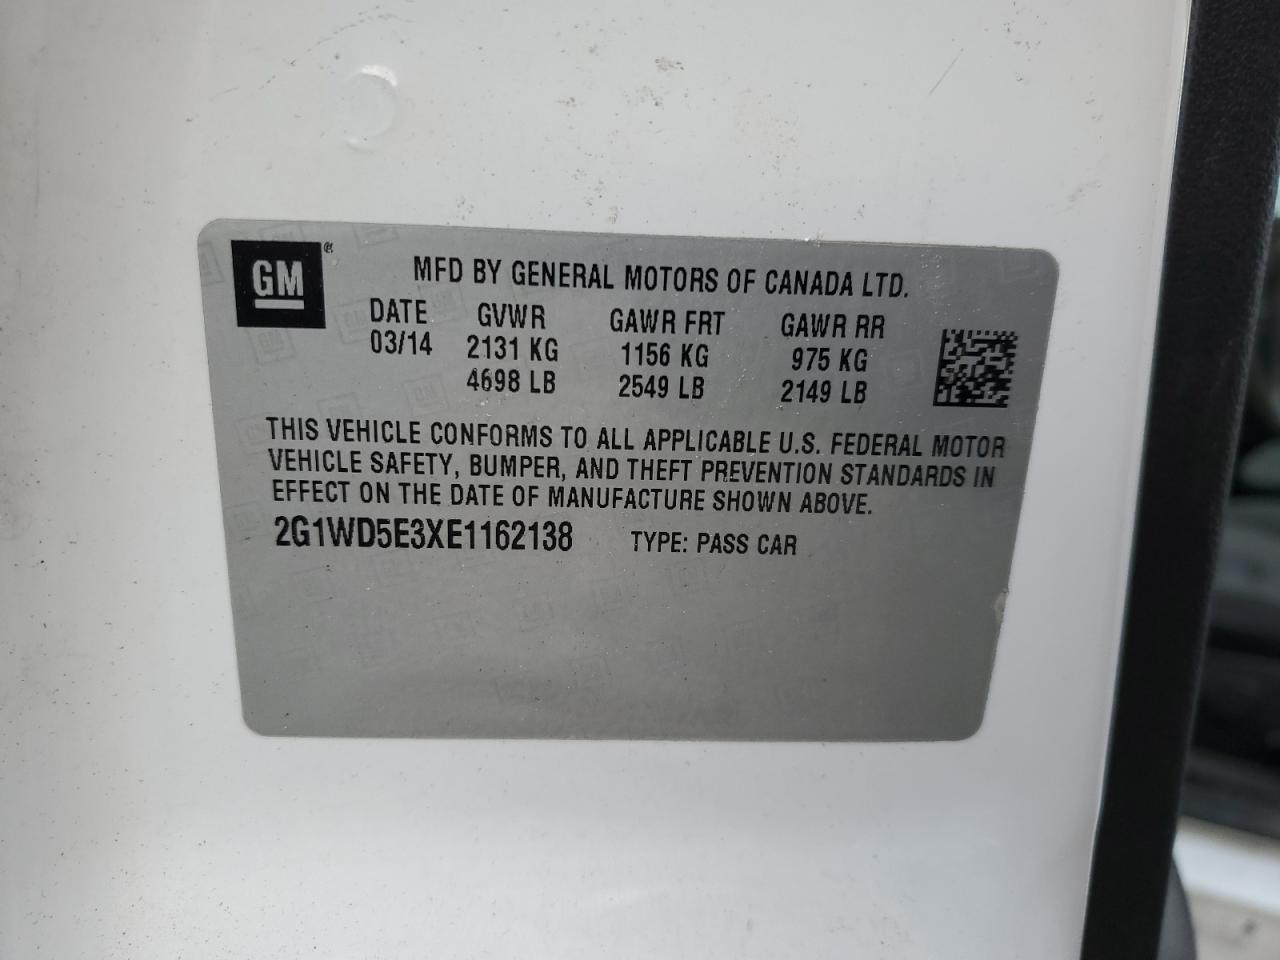 GM
MFD BY GENERAL MOTORS OF CANADA LTD.
DATE GVWR GAWR FRT GAWR RR
03/14 2131 KG 1156 KG 975 KG
4698 LB 2549 LB 2149 LB
THIS VEHICLE CONFORMS TO ALL APPLICABLE U.S. FEDERAL MOTOR
VEHICLE SAFETY, BUMPER, AND THEFT PREVENTION STANDARDS IN
EFFECT ON THE DATE OF MANUFACTURE SHOWN ABOVE.
2G1WD5E3XE1162138 TYPE: PASS CAR